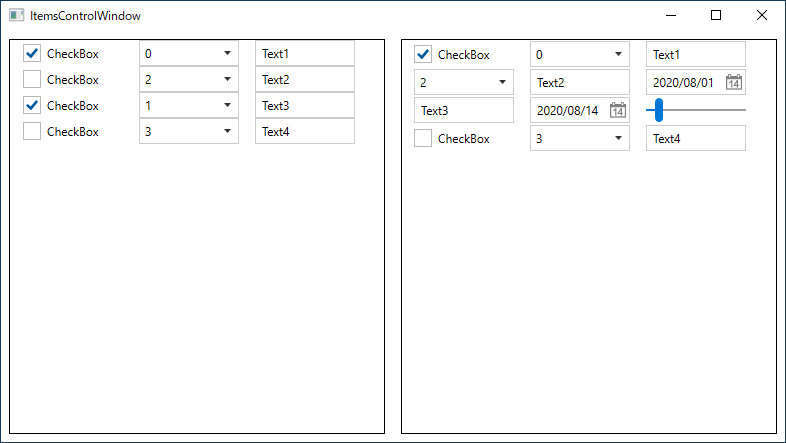 ItemsControlWindow
CheckBox 0 Text1
CheckBox 2 Text2
CheckBox 1 Text3
CheckBox 3 Text4
CheckBox 0 Text1
2 Text2 2020/08/01 14
Text3 2020/08/14 14
CheckBox 3 Text4